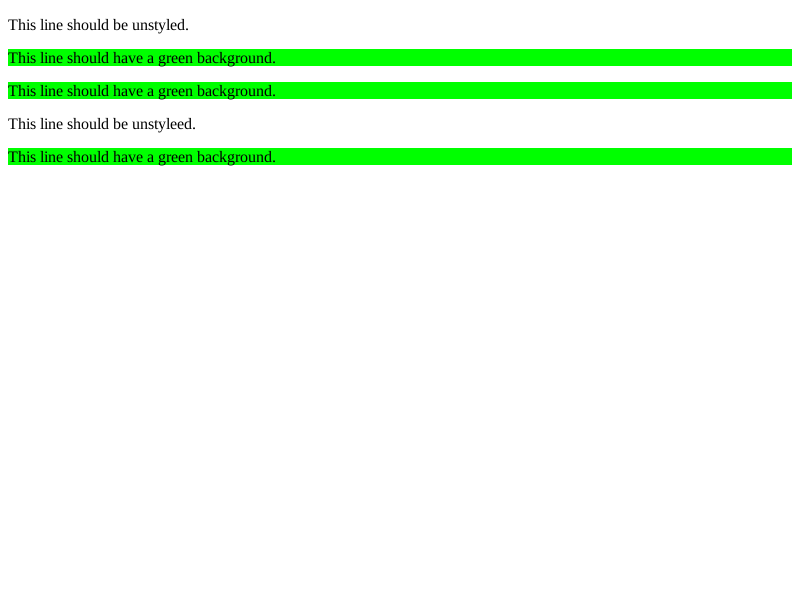 This line should be unstyled.
This line should have a green background.
This line should have a green background.
This line should be unstyleed.
This line should have a green background.